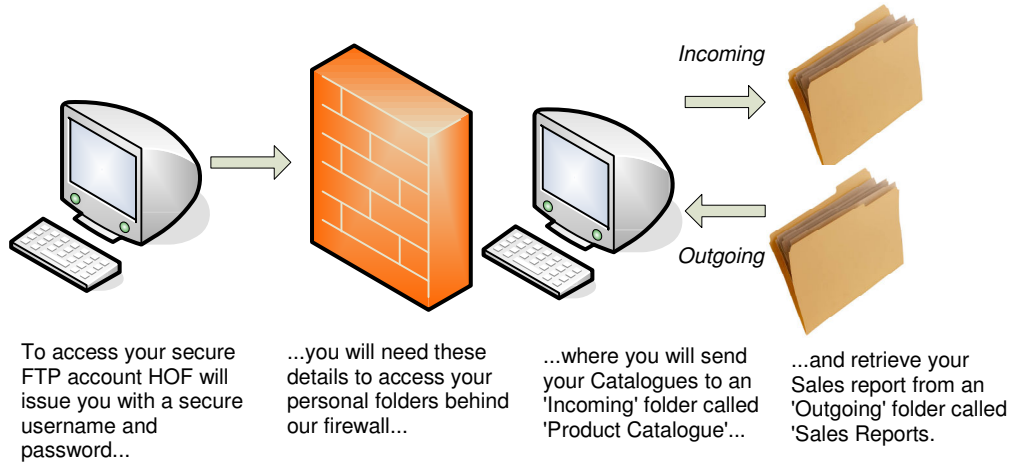 Incoming
Outgoing
To access your secure
FTP account HOF will
issue you with a secure
username and
password...
...you will need these
details to access your
personal folders behind
our firewall...
...where you will send
your Catalogues to an
'Incoming' folder called
'Product Catalogue'...
...and retrieve your
Sales report from an
'Outgoing' folder called
'Sales Reports.